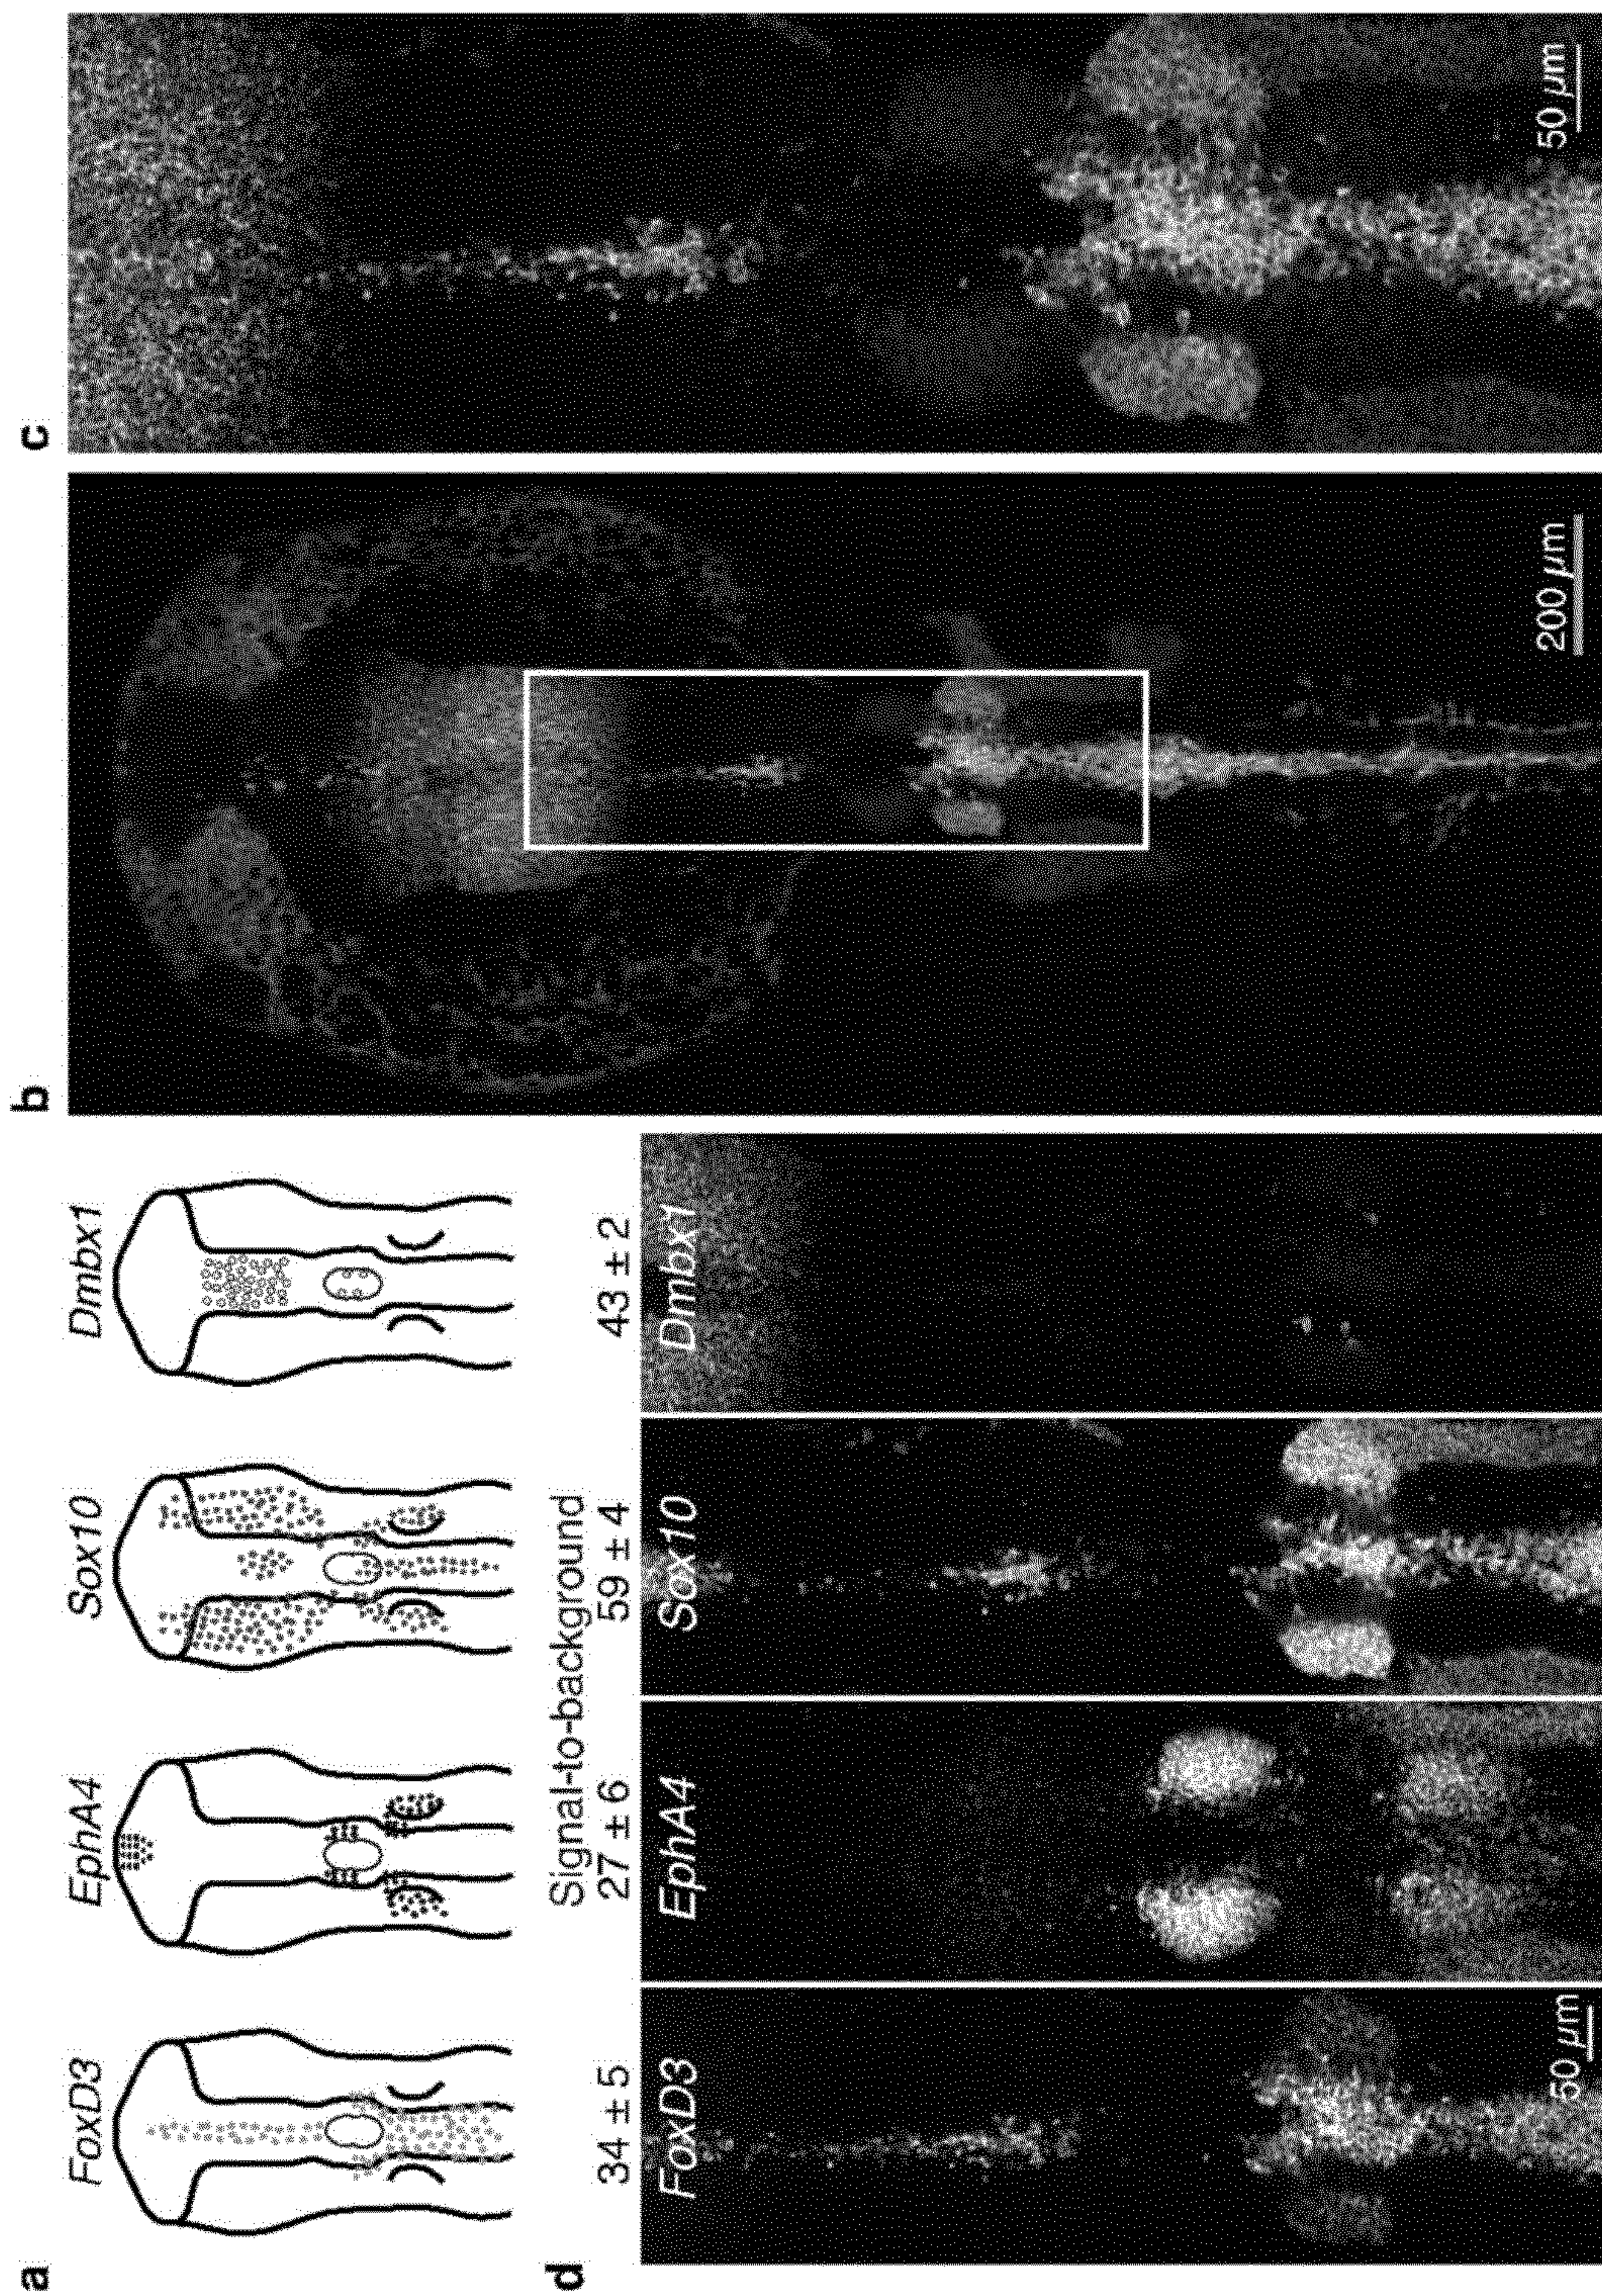 a
FoxD3 EphA4 Sox10 Dmbx1
b
200 µm
c
50 µm
d
Signal-to-background
34 ± 5 27 ± 6 59 ± 4 43 ± 2
FoxD3 EphA4 Sox10 Dmbx1
50 µm